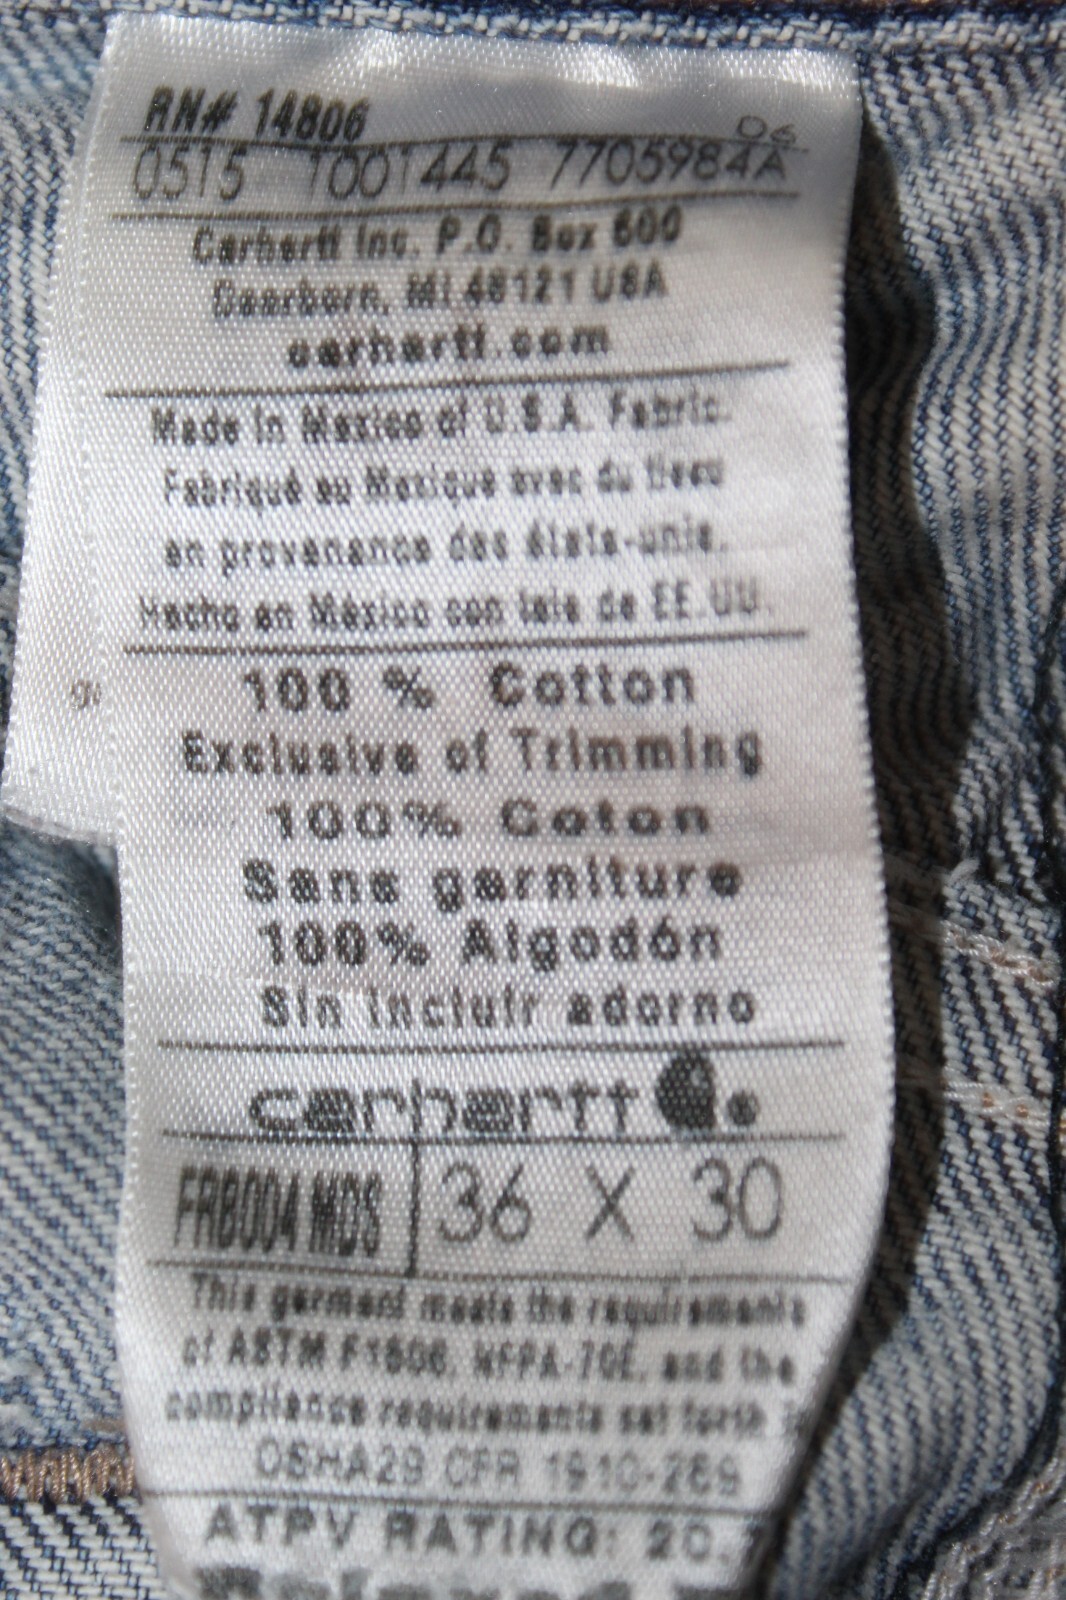 RN# 14806
06
0515 1001445 7705984A
Carhartt Inc. P.O. Box 600
Dearborn, MI 48121 USA
carhartt.com
Made in Mexico of U.S.A. Fabric.
Fabriqué au Mexique avec du tissu
en provenance des états-unis.
Hecho en México con tela de EE.UU.
100 % Cotton
Exclusive of Trimming
100% Coton
Sans garniture
100% Algodón
Sin incluir adorno
carhartt
FRB004 MDS 36 X 30
This garment meets the requirements
of ASTM F1506, NFPA-70E, and the
compliance requirements set forth
OSHA29 CFR 1910-269
ATPV RATING: 20.